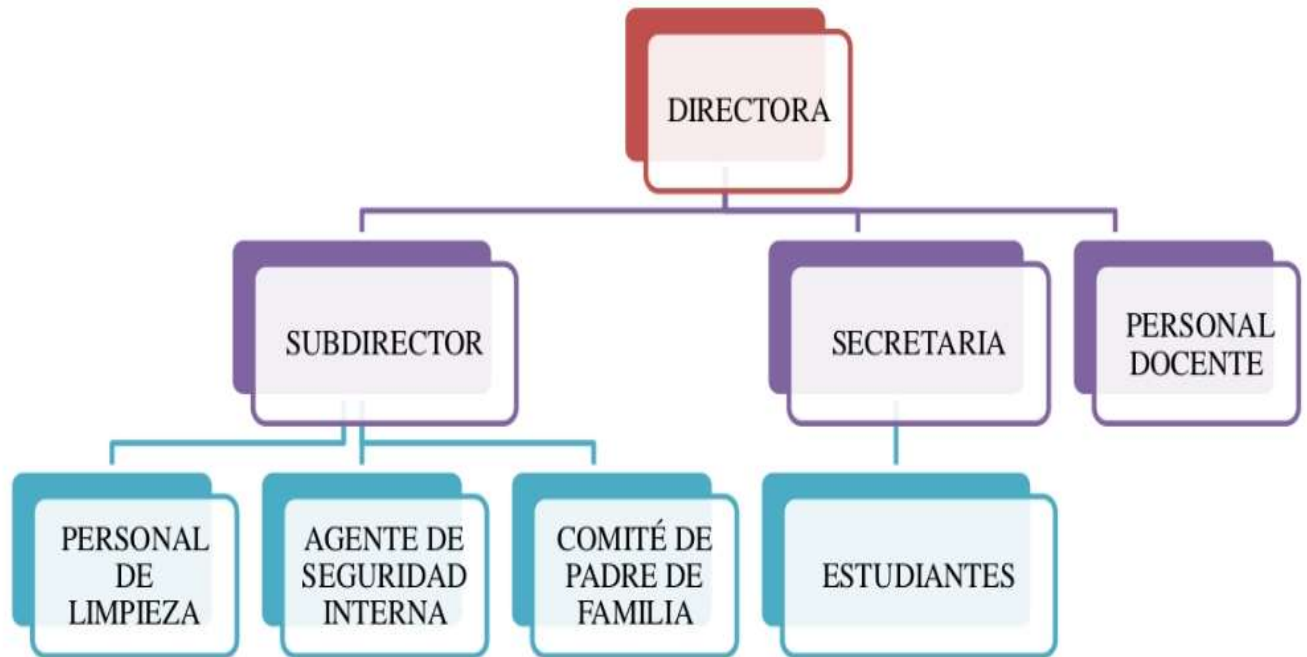 DIRECTORA
SUBDIRECTOR
SECRETARIA
PERSONAL
DOCENTE
PERSONAL
DE
LIMPIEZA
AGENTE DE
SEGURIDAD
INTERNA
COMITÉ DE
PADRE DE
FAMILIA
ESTUDIANTES